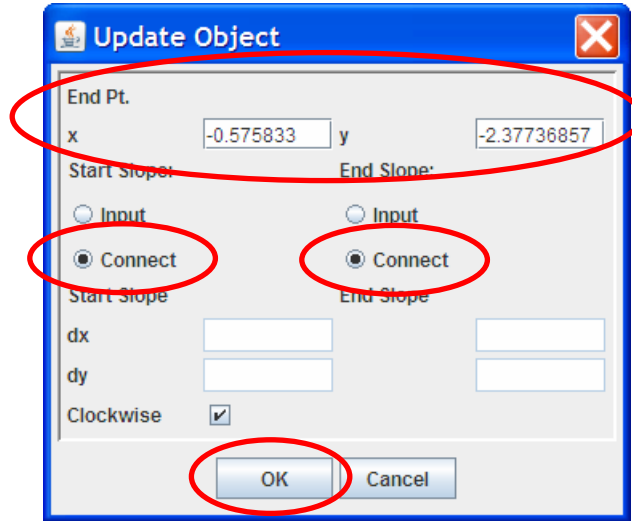 Update Object
End Pt.
x -0.575833 y -2.37736857
Start Slope: End Slope:
Input Input
Connect Connect
Start Slope End Slope
dx
dy
Clockwise
OK Cancel